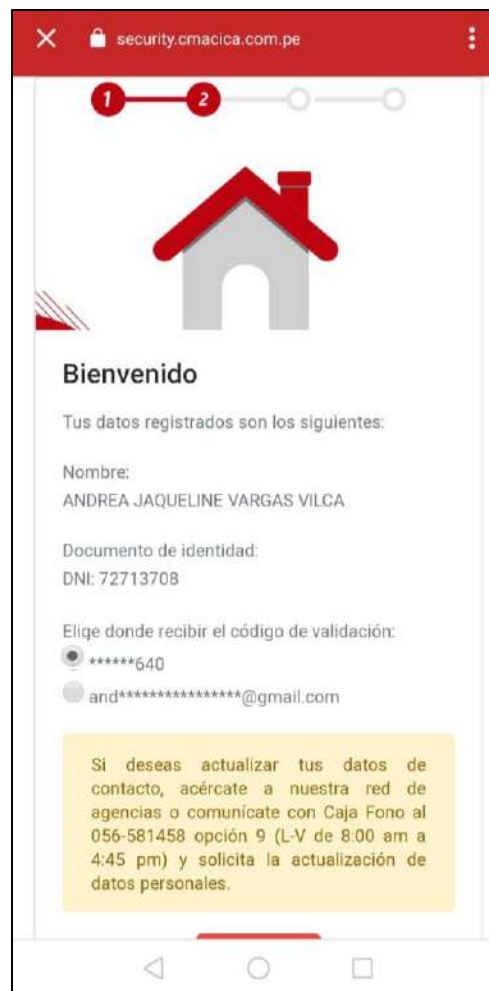 security.cmacica.com.pe
1 2
Bienvenido
Tus datos registrados son los siguientes:
Nombre:
ANDREA JAQUELINE VARGAS VILCA
Documento de identidad:
DNI: 72713708
Elige donde recibir el código de validación:
******640
and****************@gmail.com
Si deseas actualizar tus datos de
contacto, acércate a nuestra red de
agencias o comunícate con Caja Fono al
056-581458 opción 9 (L-V de 8:00 am a
4:45 pm) y solicita la actualización de
datos personales.